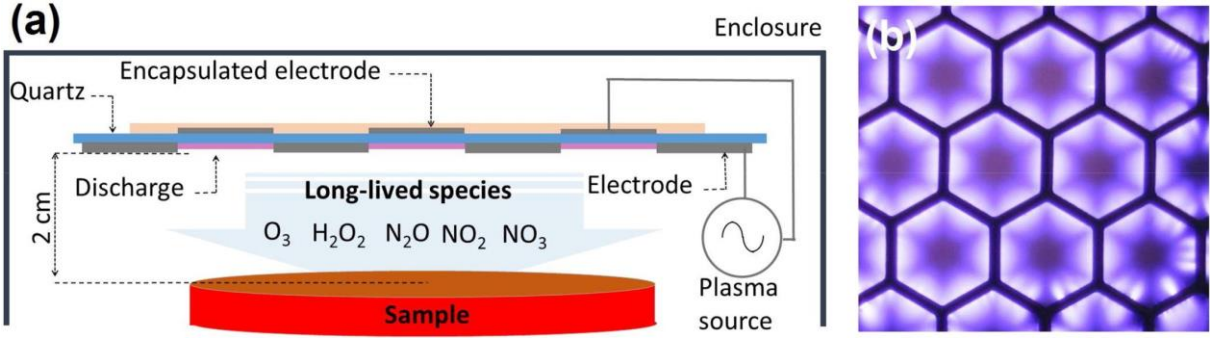 (a)
Enclosure
(b)
Encapsulated electrode
Quartz
Discharge
Long-lived species
Electrode
2 cm
O₃ H₂O₂ N₂O NO₂ NO₃
Plasma
source
Sample